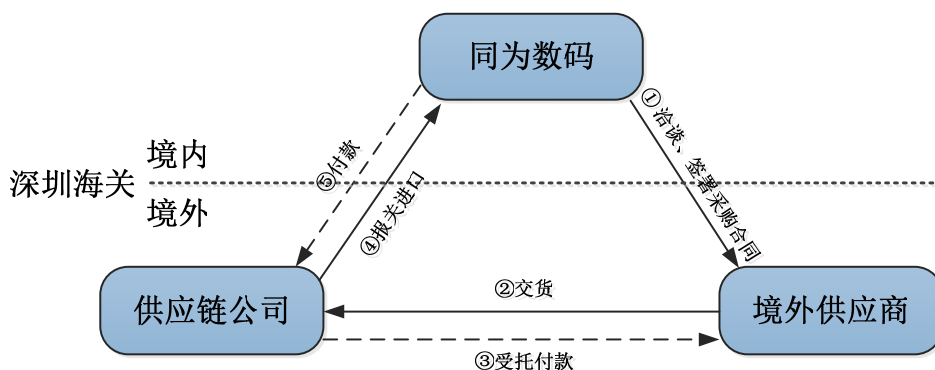 同为数码
①洽谈、签署采购合同
⑤付款
境内
深圳海关
④报关进口
境外
供应链公司
②交货
境外供应商
③受托付款